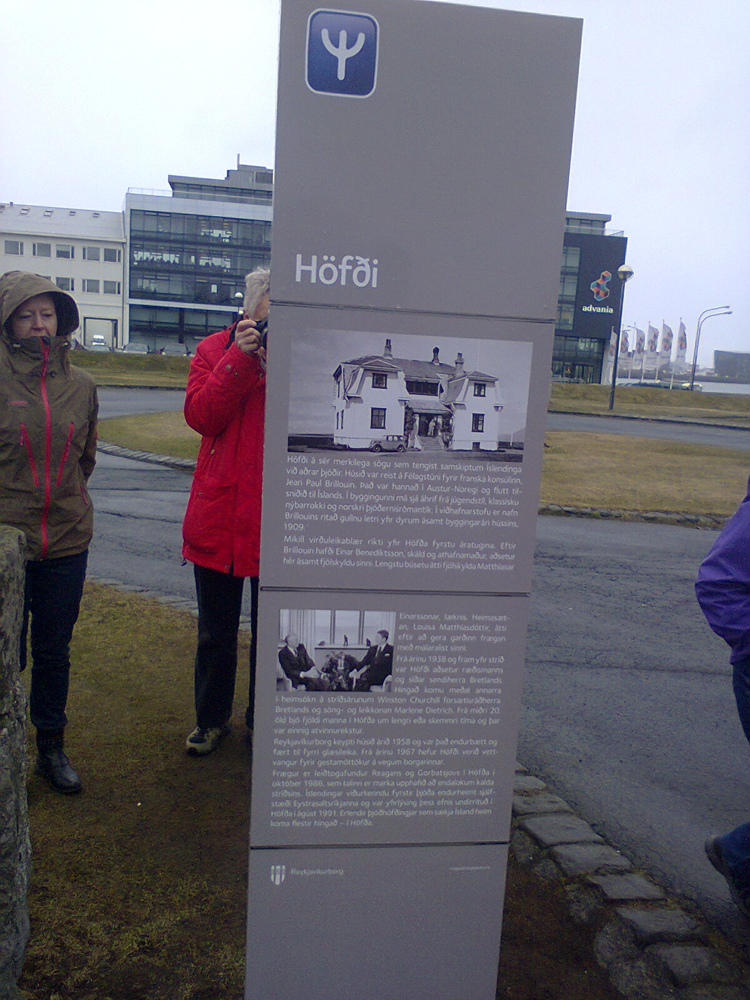 Höfði
advania
Höfði á sér merkilega sögu sem tengist samskiptum Íslendinga
við aðrar þjóðir. Húsið var reist á Félagstúni fyrir franska konsúlinn,
Jean Paul Brillouin. Það var hannað í Austur-Noregi og flutt til-
sniðið til Íslands. Í byggingunni má sjá áhrif frá júgendstíl, klassísku
nýbarrokki og norskri þjóðernisrómantík. Í viðhafnarstofu er nafn
Brillouins ritað gullnu letri yfir dyrum ásamt byggingarári hússins,
1909.
Mikill virðuleikablær ríkti yfir Höfða fyrstu áratugina. Eftir
Brillouin hafði Einar Benediktsson, skáld og athafnamaður, aðsetur
hér ásamt fjölskyldu sinni. Lengstu búsetu átti fjölskylda Matthíasar
Einarssonar, læknis. Heimasæt-
an, Louisa Matthíasdóttir, átti
eftir að gera garðinn frægan
með málaralist sinni.
Frá árinu 1938 og fram yfir stríð
var Höfði aðsetur ræðismanns
og síðar sendiherra Bretlands.
Hingað komu meðal annarra
í heimsókn á stríðsárunum Winston Churchill forsætisráðherra
Bretlands og söng- og leikkonan Marlene Dietrich. Frá miðri 20.
öld bjó fjöldi manna í Höfða um lengri eða skemmri tíma og þar
var einnig atvinnurekstur.
Reykjavíkurborg keypti húsið árið 1958 og var það endurbætt og
fært til fyrri glæsileika. Frá árinu 1967 hefur Höfði verið vett-
vangur fyrir gestamóttökur á vegum borgarinnar.
Frægur er leiðtogafundur Reagans og Gorbatsjovs í Höfða í
október 1986, sem talinn er marka upphafið að endalokum kalda
stríðsins. Íslendingar viðurkenndu fyrstir þjóða endurheimt sjálf-
stæði Eystrasaltsríkjanna og var yfirlýsing þess efnis undirrituð í
Höfða í ágúst 1991. Erlendir þjóðhöfðingjar sem sækja Ísland heim
koma flestir hingað – í Höfða.
Reykjavíkurborg